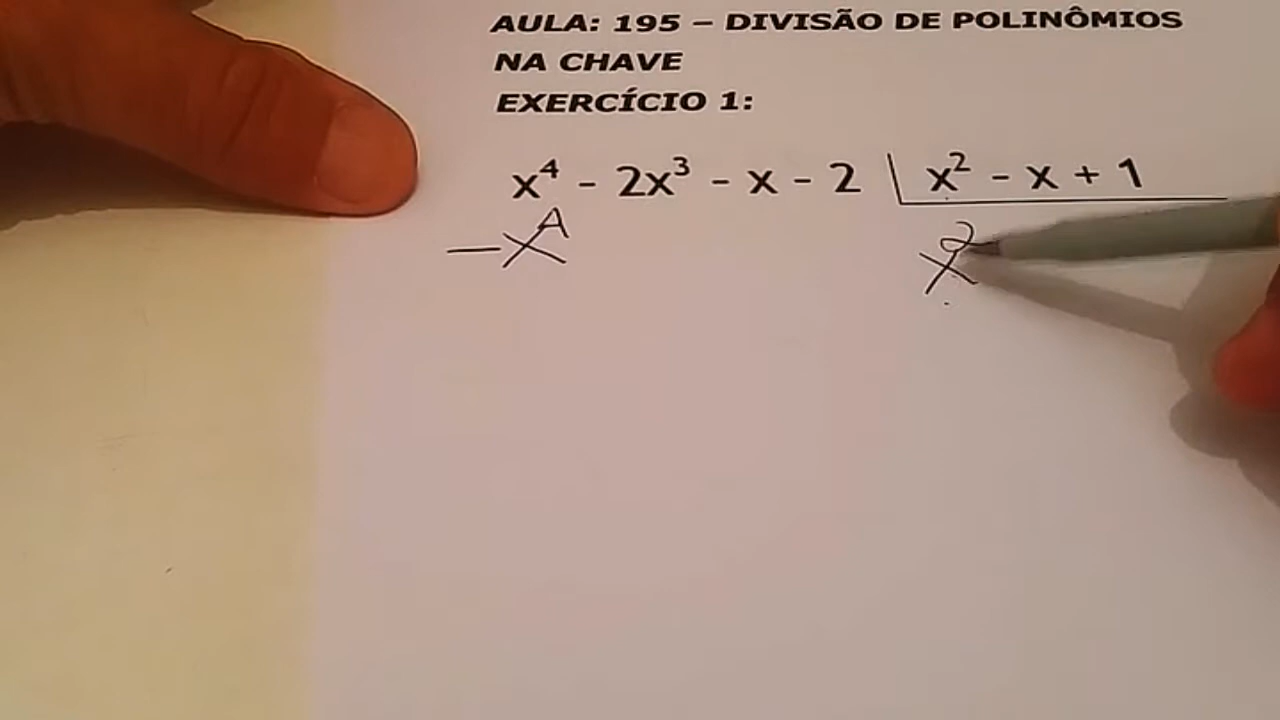 AULA: 195 – DIVISÃO DE POLINÔMIOS
NA CHAVE
EXERCÍCIO 1:
x⁴ - 2x³ - x - 2 | x² - x + 1
-x⁴ x²